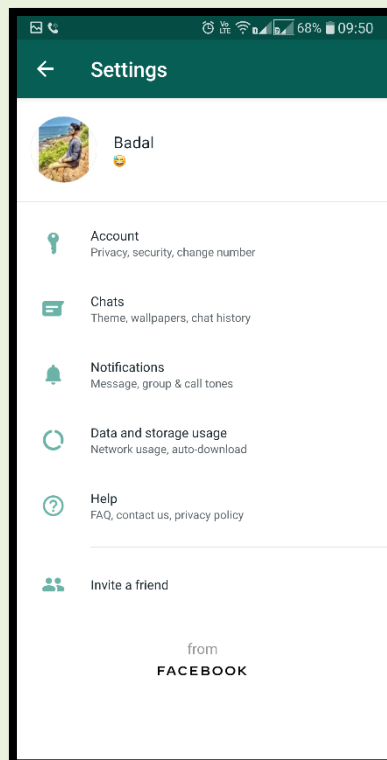 Vo
LTE
68% 09:50
Settings
Badal
😅
Account
Privacy, security, change number
Chats
Theme, wallpapers, chat history
Notifications
Message, group & call tones
Data and storage usage
Network usage, auto-download
Help
FAQ, contact us, privacy policy
Invite a friend
from
FACEBOOK